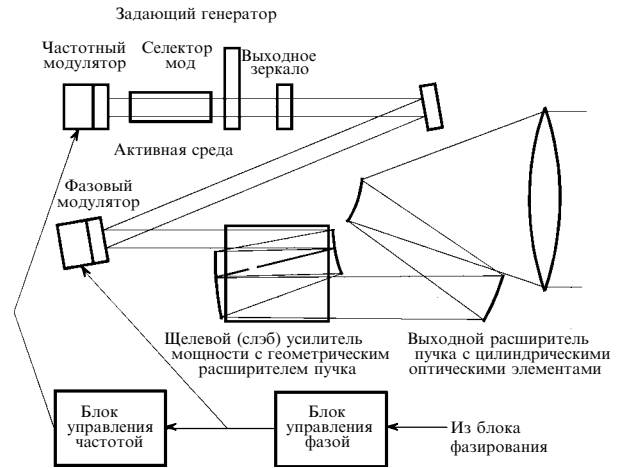 Задающий генератор
Частотный
модулятор
Селектор
мод
Выходное
зеркало
Активная среда
Фазовый
модулятор
Щелевой (слэб) усилитель
мощности с геометрическим
расширителем пучка
Выходной расширитель
пучка с цилиндрическими
оптическими элементами
Блок
управления
частотой
Блок
управления
фазой
Из блока
фазирования